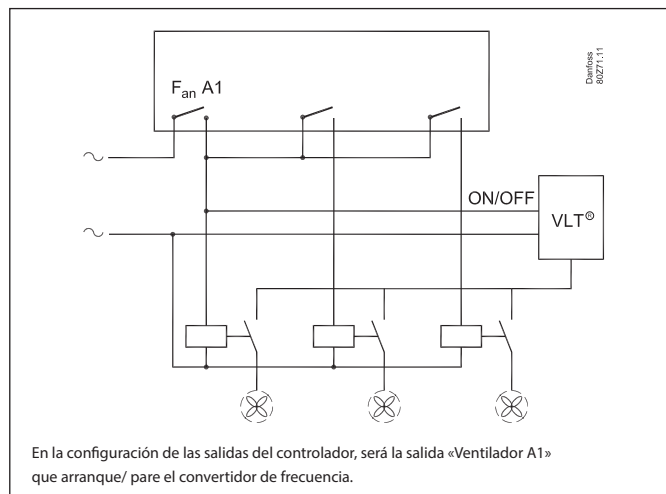 Danfoss
80Z71.11
Fan A1
ON/OFF
VLT®
En la configuración de las salidas del controlador, será la salida «Ventilador A1»
que arranque/ pare el convertidor de frecuencia.